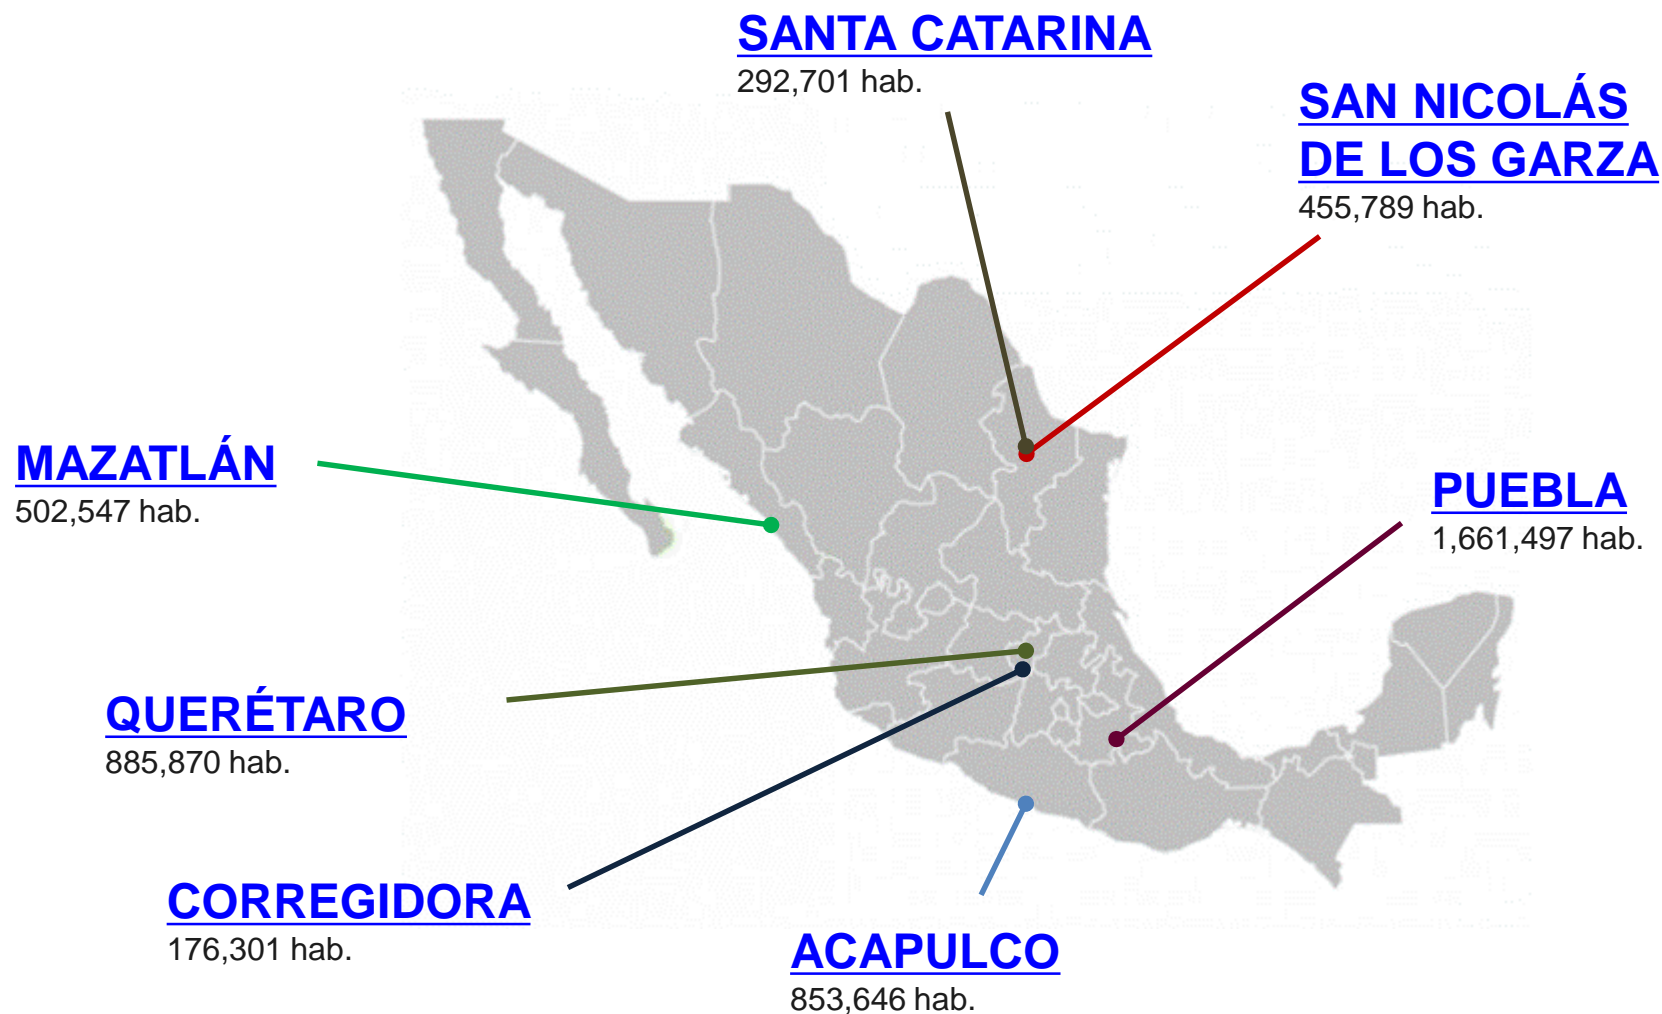 SANTA CATARINA
292,701 hab.
SAN NICOLÁS
DE LOS GARZA
455,789 hab.
MAZATLÁN
502,547 hab.
PUEBLA
1,661,497 hab.
QUERÉTARO
885,870 hab.
CORREGIDORA
176,301 hab.
ACAPULCO
853,646 hab.